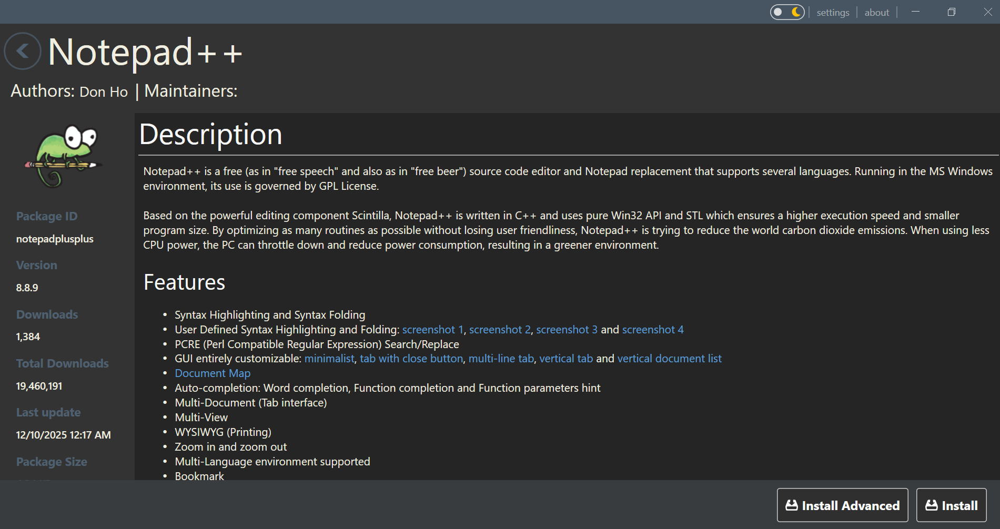 settings | about
Notepad++
Authors: Don Ho | Maintainers:
Package ID
notepadplusplus
Version
8.8.9
Downloads
1,384
Total Downloads
19,460,191
Last update
12/10/2025 12:17 AM
Package Size
Description
Notepad++ is a free (as in "free speech" and also as in "free beer") source code editor and Notepad replacement that supports several languages. Running in the MS Windows
environment, its use is governed by GPL License.
Based on the powerful editing component Scintilla, Notepad++ is written in C++ and uses pure Win32 API and STL which ensures a higher execution speed and smaller
program size. By optimizing as many routines as possible without losing user friendliness, Notepad++ is trying to reduce the world carbon dioxide emissions. When using less
CPU power, the PC can throttle down and reduce power consumption, resulting in a greener environment.
Features
• Syntax Highlighting and Syntax Folding
• User Defined Syntax Highlighting and Folding: screenshot 1, screenshot 2, screenshot 3 and screenshot 4
• PCRE (Perl Compatible Regular Expression) Search/Replace
• GUI entirely customizable: minimalist, tab with close button, multi-line tab, vertical tab and vertical document list
• Document Map
• Auto-completion: Word completion, Function completion and Function parameters hint
• Multi-Document (Tab interface)
• Multi-View
• WYSIWYG (Printing)
• Zoom in and zoom out
• Multi-Language environment supported
• Bookmark
Install Advanced
Install